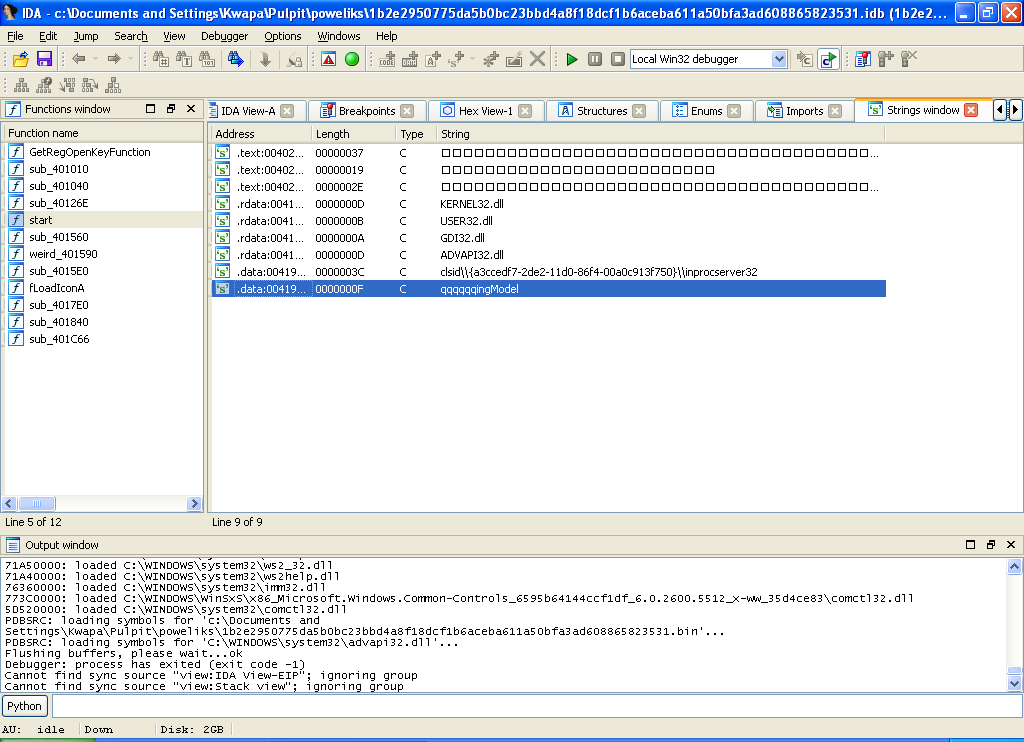 IDA - c:\Documents and Settings\Kwapa\Pulpit\poweliks\1b2e2950775da5b0bc23bbd4a8f18dcf1b6aceba611a50bfa3ad608865823531.idb (1b2e2...
File Edit Jump Search View Debugger Options Windows Help
Local Win32 debugger
Functions window
IDA View-A Breakpoints Hex View-1 Structures Enums Imports Strings window
Function name
GetRegOpenKeyFunction
sub_401010
sub_401040
sub_40126E
start
sub_401560
weird_401590
sub_4015E0
fLoadIconA
sub_4017E0
sub_401840
sub_401C66
Line 5 of 12
Address Length Type String
.text:00402... 00000037 C □□□□□□□□□□□□□□□□□□□□□□□□□□□□□□□□□□□□□□□...
.text:00402... 00000019 C □□□□□□□□□□□□□□□□□□□□□□□□
.text:00402... 0000002E C □□□□□□□□□□□□□□□□□□□□□□□□□□□□□□□□□□□□□□□...
.rdata:0041... 0000000D C KERNEL32.dll
.rdata:0041... 0000000B C USER32.dll
.rdata:0041... 0000000A C GDI32.dll
.rdata:0041... 0000000D C ADVAPI32.dll
.data:00419... 0000003C C clsid\\{a3ccedf7-2de2-11d0-86f4-00a0c913f750}\\inprocserver32
.data:00419... 0000000F C qqqqqqingModel
Line 9 of 9
Output window
71A50000: loaded C:\WINDOWS\system32\ws2_32.dll
71A40000: loaded C:\WINDOWS\system32\ws2help.dll
76360000: loaded C:\WINDOWS\system32\imm32.dll
773C0000: loaded C:\WINDOWS\WinSxS\x86_Microsoft.Windows.Common-Controls_6595b64144ccf1df_6.0.2600.5512_x-ww_35d4ce83\comctl32.dll
5D520000: loaded C:\WINDOWS\system32\comctl32.dll
PDBSRC: loading symbols for 'c:\Documents and
Settings\Kwapa\Pulpit\poweliks\1b2e2950775da5b0bc23bbd4a8f18dcf1b6aceba611a50bfa3ad608865823531.bin'...
PDBSRC: loading symbols for 'C:\WINDOWS\system32\advapi32.dll'...
Flushing buffers, please wait...ok
Debugger: process has exited (exit code -1)
Cannot find sync source "view:IDA View-EIP"; ignoring group
Cannot find sync source "view:Stack view"; ignoring group
Python
AU: idle Down Disk: 2GB